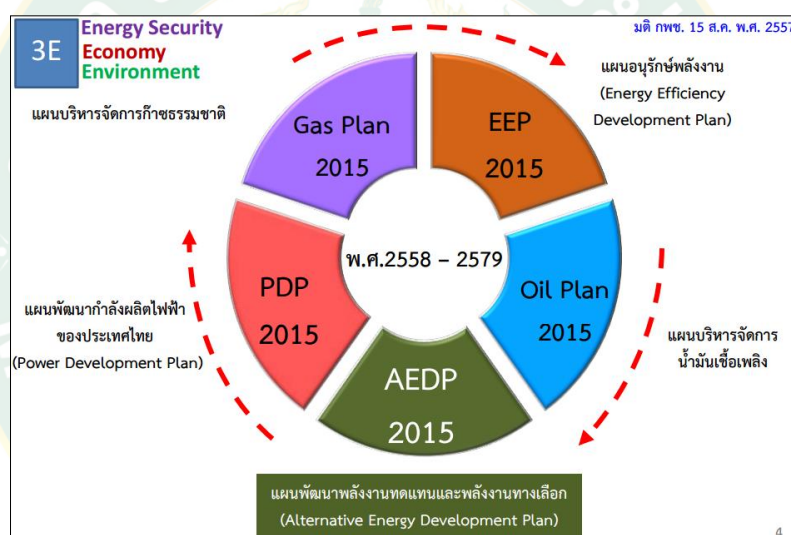 3E
Energy Security
Economy
Environment
มติ กพช. 15 ส.ค. พ.ศ. 2557
แผนบริหารจัดการก๊าซธรรมชาติ
Gas Plan
2015
EEP
2015
แผนอนุรักษ์พลังงาน
(Energy Efficiency
Development Plan)
พ.ศ.2558 – 2579
แผนพัฒนากำลังผลิตไฟฟ้า
ของประเทศไทย
(Power Development Plan)
PDP
2015
Oil Plan
2015
แผนบริหารจัดการ
น้ำมันเชื้อเพลิง
AEDP
2015
แผนพัฒนาพลังงานทดแทนและพลังงานทางเลือก
(Alternative Energy Development Plan)
4